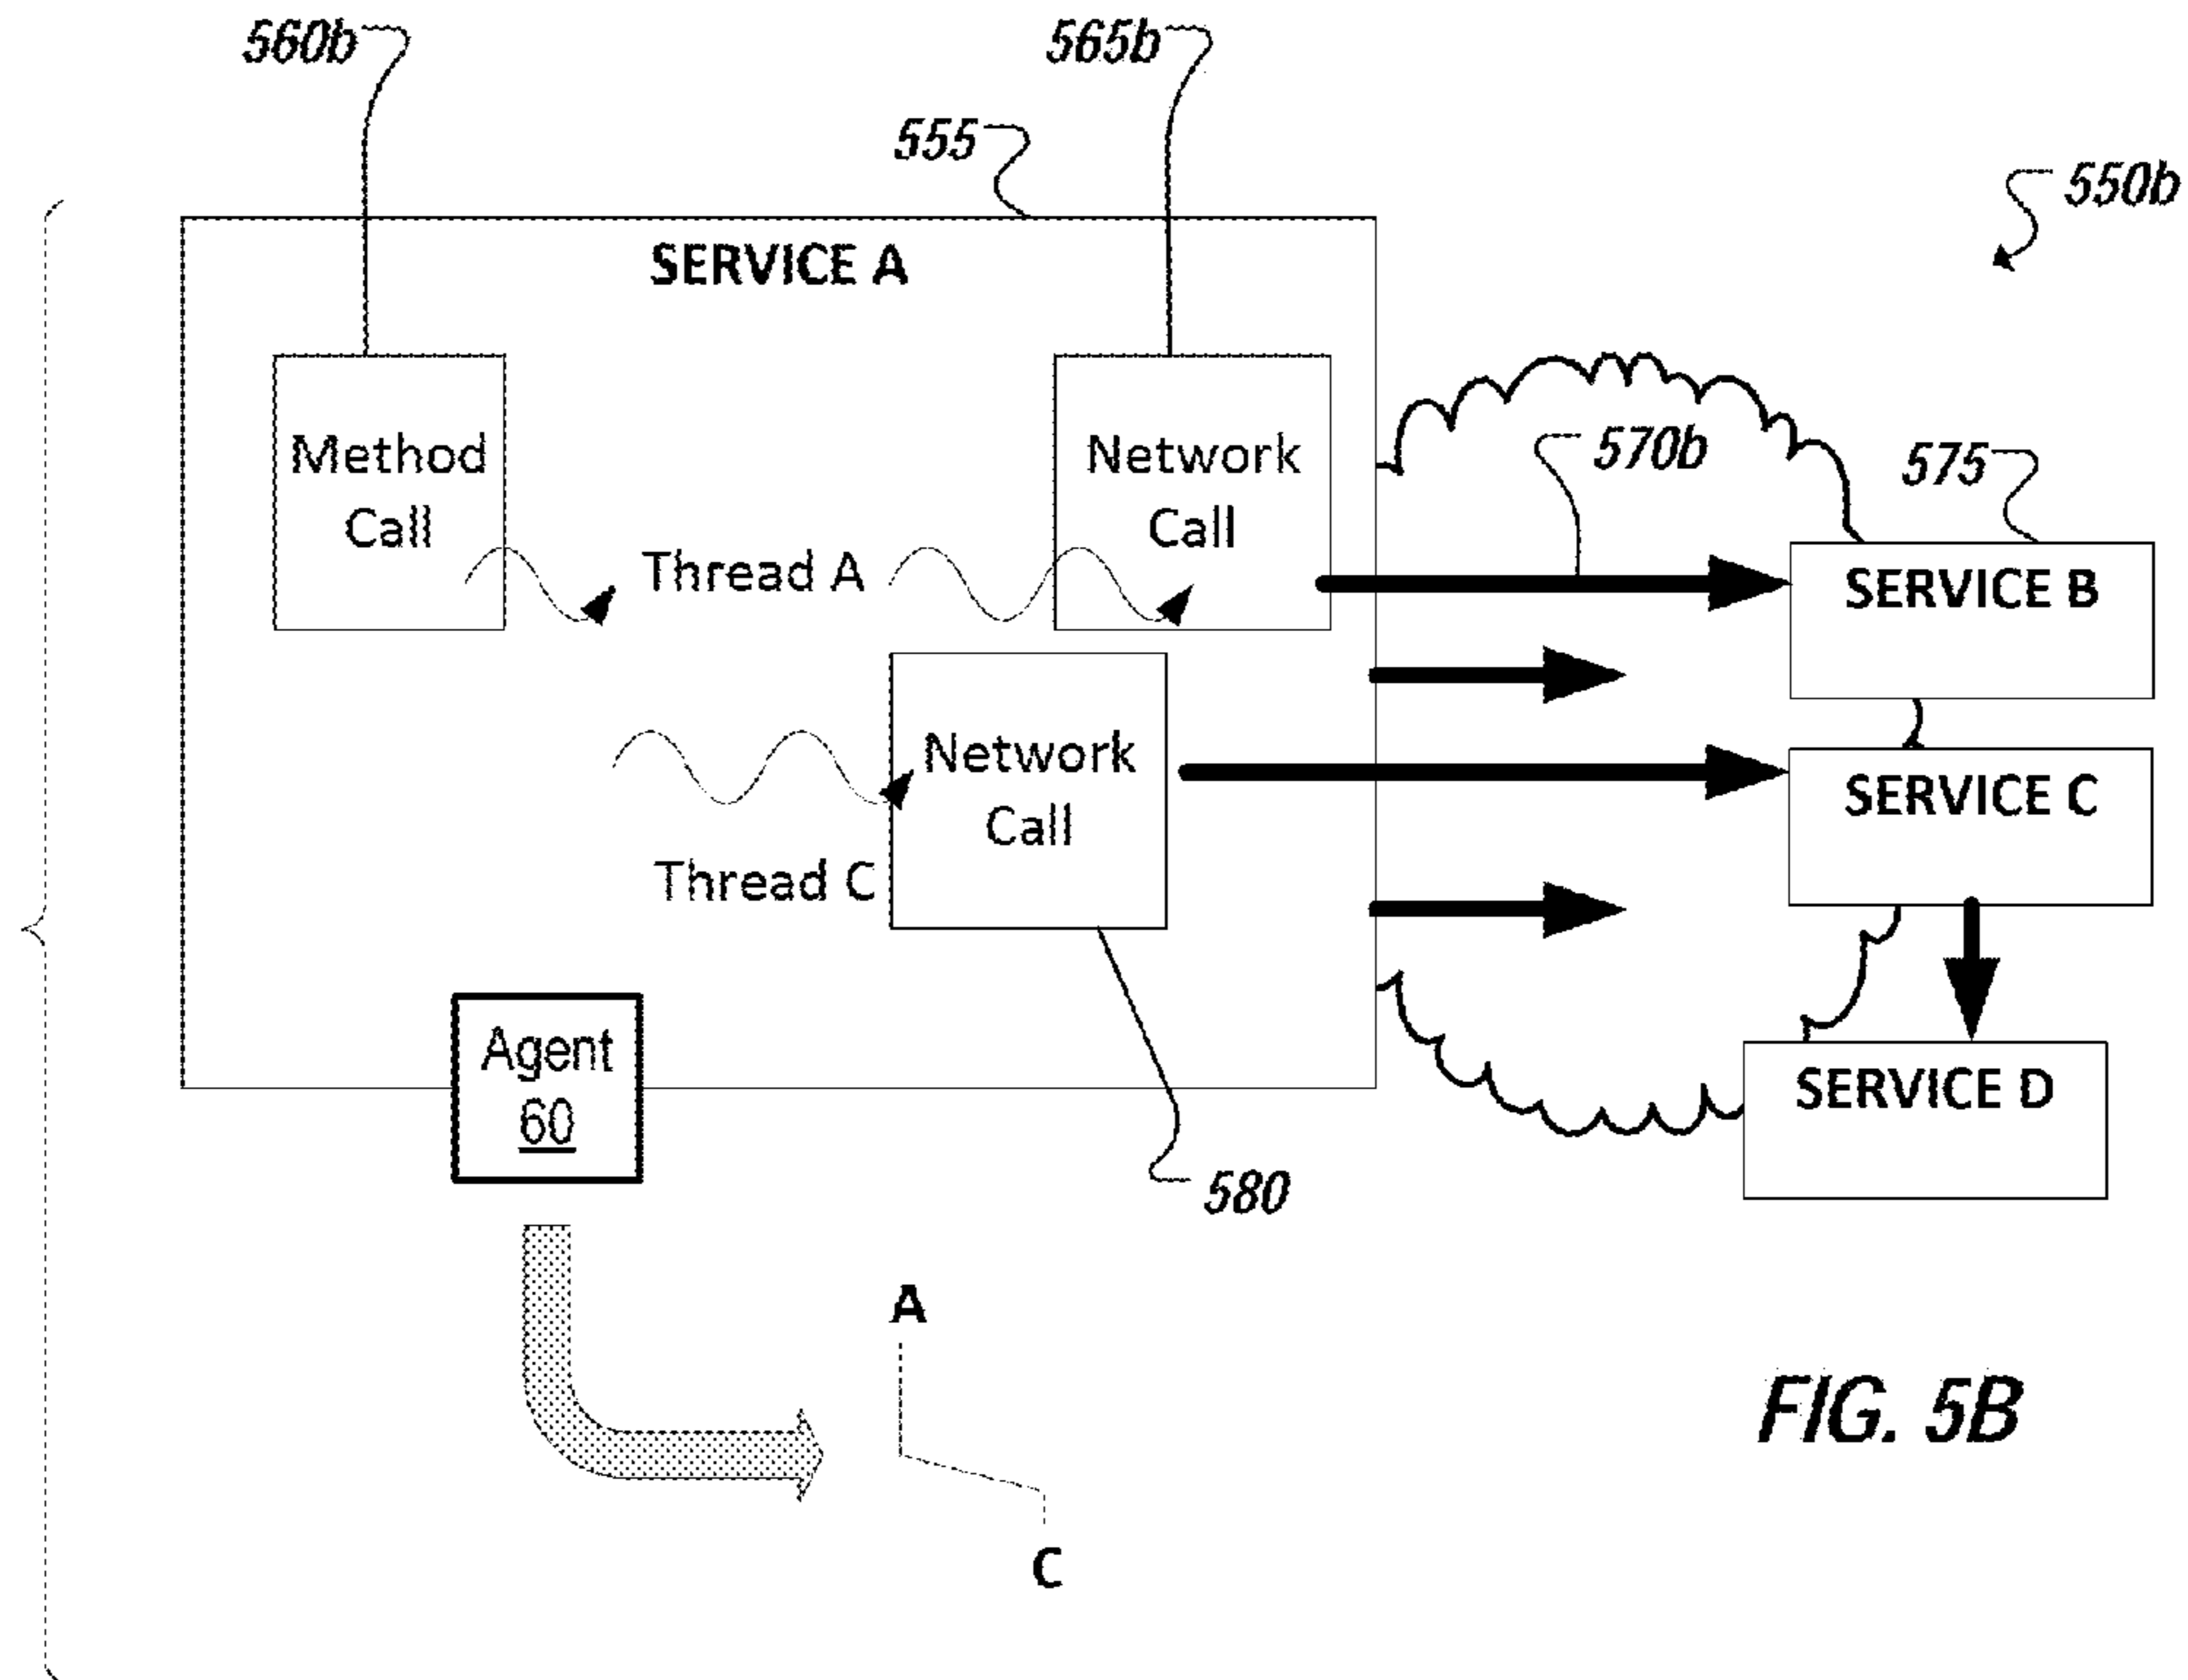 560b
565b
555
550b
SERVICE A
Method
Call
Network
Call
570b
575
Thread A
SERVICE B
Network
Call
SERVICE C
Thread C
Agent
60
SERVICE D
580
A
C
FIG. 5B